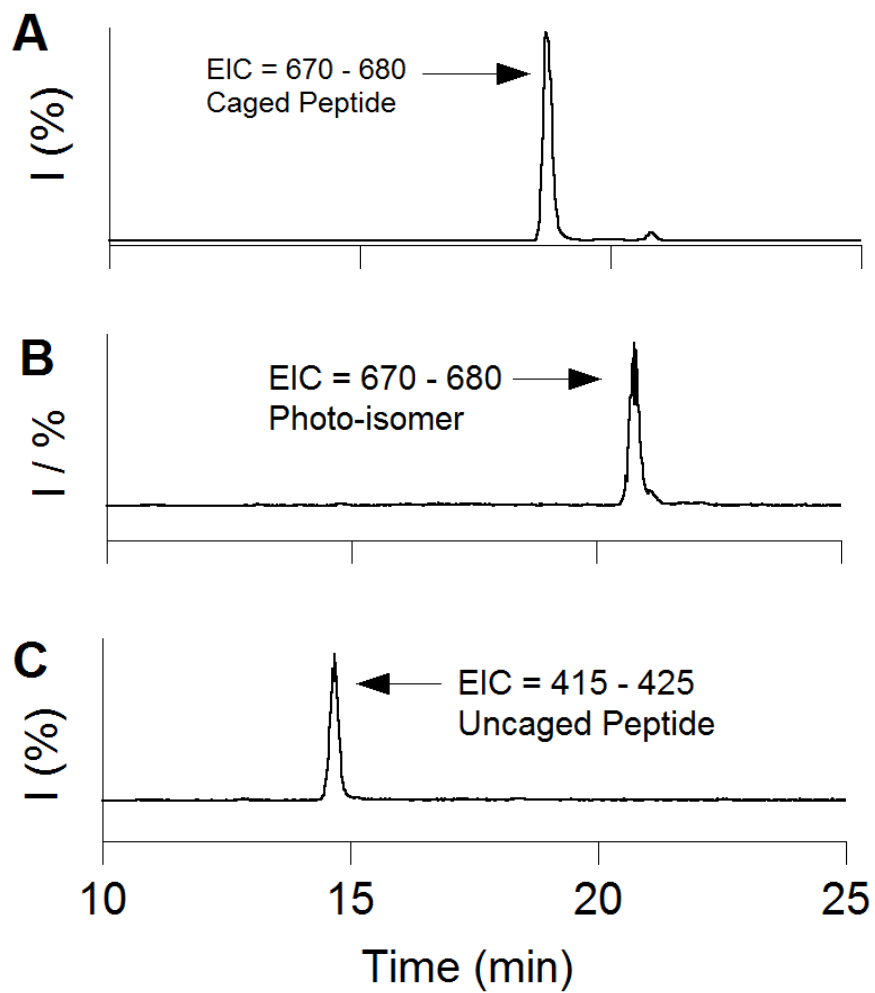 A
I (%)
EIC = 670 - 680
Caged Peptide
B
I / %
EIC = 670 - 680
Photo-isomer
C
I (%)
EIC = 415 - 425
Uncaged Peptide
10 15 20 25
Time (min)